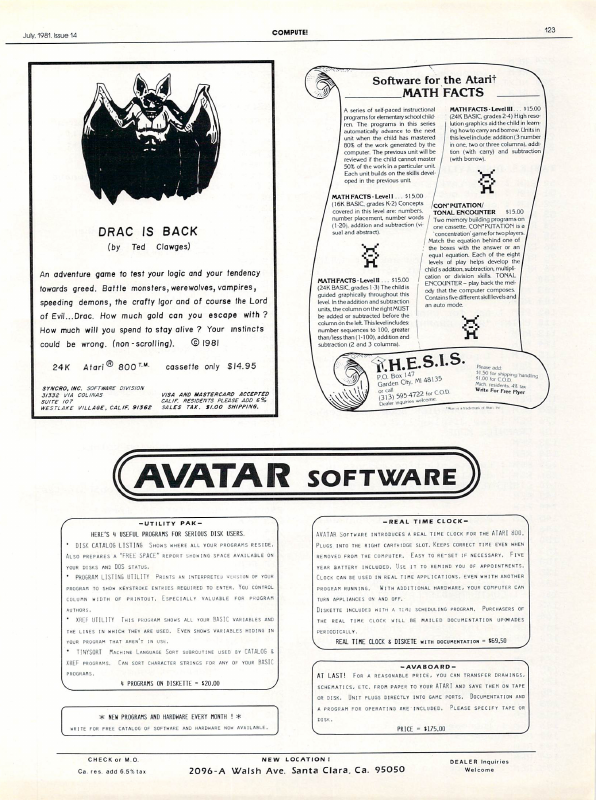 July, 1981. Issue 14
COMPUTE!
123
DRAC IS BACK
(by Ted Clawges)
An adventure game to test your logic and your tendency
towards greed. Battle monsters, werewolves, vampires,
speeding demons, the crafty Igor and of course the Lord
of Evil...Drac. How much gold can you escape with?
How much will you spend to stay alive? Your instincts
could be wrong. (non-scrolling). © 1981
24K Atari® 800 T.M. cassette only $14.95
SYNCRO, INC. SOFTWARE DIVISION
31332 VIA COLINAS
SUITE 107
WESTLAKE VILLAGE, CALIF. 91362
VISA AND MASTERCARD ACCEPTED
CALIF. RESIDENTS PLEASE ADD 6%
SALES TAX. $1.00 SHIPPING.
Software for the Atari†
MATH FACTS
A series of self-paced instructional
programs for elementary school child-
ren. The programs in this series
automatically advance to the next
unit when the child has mastered
80% of the work generated by the
computer. The previous unit will be
reviewed if the child cannot master
50% of the work in a particular unit.
Each unit builds on the skills devel-
oped in the previous unit.
MATH FACTS - Level I . . . $15.00
(16K BASIC, grades K-2) Concepts
covered in this level are: numbers,
number placement, number words
(1-20), addition and subtraction (vi-
sual and abstract).
MATH FACTS - Level II . . . $15.00
(24K BASIC, grades 1-3) The child is
guided graphically throughout this
level. In the addition and subtraction
units, the column on the right MUST
be added or subtracted before the
column on the left. This level includes
number sequences to 100, greater
than/less than (1-100), addition and
subtraction (2 and 3 columns).
MATH FACTS - Level III . . . $15.00
(24K BASIC, grades 2-4) High reso-
lution graphics aid the child in learn-
ing how to carry and borrow. Units in
this level include addition (3 number
in one, two or three columns), addi-
tion (with carry) and subtraction
(with borrow).
CON*PUTATION/
TONAL ENCOUNTER $15.00
Two memory building programs on
one cassette. CON*PUTATION is a
'concentration' game for two players.
Match the equation behind one of
the boxes with the answer or an
equal equation. Each of the eight
levels of play helps develop the
child's addition, subtraction, multipli-
cation or division skills. TONAL
ENCOUNTER - play back the mel-
ody that the computer composes.
Contains five different skill levels and
an auto mode.
T.H.E.S.I.S.
P.O. Box 147
Garden City, MI 48135
or call
(313) 595-4722 for C.O.D.
Dealer inquiries welcome
Please add:
$1.50 for shipping/handling
$1.00 for C.O.D.
Mich. residents, 4% tax
Write For Free Flyer
AVATAR SOFTWARE
—UTILITY PAK—
HERE'S 4 USEFUL PROGRAMS FOR SERIOUS DISK USERS.
* DISC CATALOG LISTING SHOWS WHERE ALL YOUR PROGRAMS RESIDE.
ALSO PREPARES A "FREE SPACE" REPORT SHOWING SPACE AVAILABLE ON
YOUR DISKS AND DOS STATUS.
* PROGRAM LISTING UTILITY PRINTS AN INTERPRETED VERSION OF YOUR
PROGRAM TO SHOW KEYSTROKE ENTRIES REQUIRED TO ENTER. YOU CONTROL
COLUMN WIDTH OF PRINTOUT. ESPECIALLY VALUABLE FOR PROGRAM
AUTHORS.
* XREF UTILITY THIS PROGRAM SHOWS ALL YOUR BASIC VARIABLES AND
THE LINES IN WHICH THEY ARE USED. EVEN SHOWS VARIABLES HIDING IN
YOUR PROGRAM THAT AREN'T IN USE.
* TINYSORT MACHINE LANGUAGE SORT SUBROUTINE USED BY CATALOG &
XREF PROGRAMS. CAN SORT CHARACTER STRINGS FOR ANY OF YOUR BASIC
PROGRAMS.
4 PROGRAMS ON DISKETTE = $20.00
* NEW PROGRAMS AND HARDWARE EVERY MONTH ! *
WRITE FOR FREE CATALOG OF SOFTWARE AND HARDWARE NOW AVAILABLE.
—REAL TIME CLOCK—
AVATAR SOFTWARE INTRODUCES A REAL TIME CLOCK FOR THE ATARI 800.
PLUGS INTO THE RIGHT CARTRIDGE SLOT. KEEPS CORRECT TIME EVEN WHEN
REMOVED FROM THE COMPUTER. EASY TO RE-SET IF NECESSARY. FIVE
YEAR BATTERY INCLUDED. USE IT TO REMIND YOU OF APPOINTMENTS.
CLOCK CAN BE USED IN REAL TIME APPLICATIONS, EVEN WITH ANOTHER
PROGRAM RUNNING. WITH ADDITIONAL HARDWARE, YOUR COMPUTER CAN
TURN APPLIANCES ON AND OFF.
DISKETTE INCLUDED WITH A TIME SCHEDULING PROGRAM. PURCHASERS OF
THE REAL TIME CLOCK WILL BE MAILED DOCUMENTATION UPDATES
PERIODICALLY.
REAL TIME CLOCK & DISKETE WITH DOCUMENTATION = $69.50
—AVABOARD—
AT LAST! FOR A REASONABLE PRICE, YOU CAN TRANSFER DRAWINGS,
SCHEMATICS, ETC. FROM PAPER TO YOUR ATARI AND SAVE THEM ON TAPE
OR DISK. UNIT PLUGS DIRECTLY INTO GAME PORTS. DOCUMENTATION AND
A PROGRAM FOR OPERATING ARE INCLUDED. PLEASE SPECIFY TAPE OR
DISK.
PRICE = $175.00
CHECK or M.O.
Ca. res. add 6.5% tax
NEW LOCATION!
2096-A Walsh Ave. Santa Clara, Ca. 95050
DEALER Inquiries
Welcome